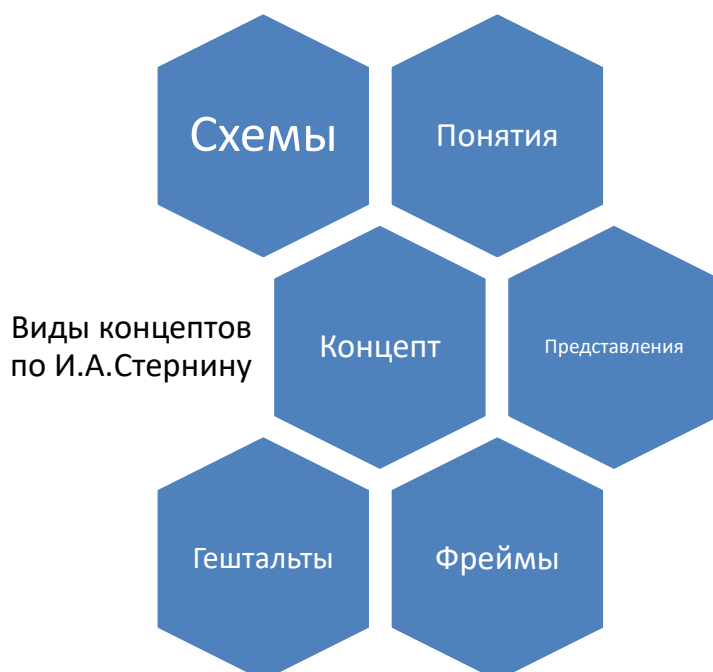 Схемы
Понятия
Виды концептов
по И.А.Стернину
Концепт
Представления
Гештальты
Фреймы